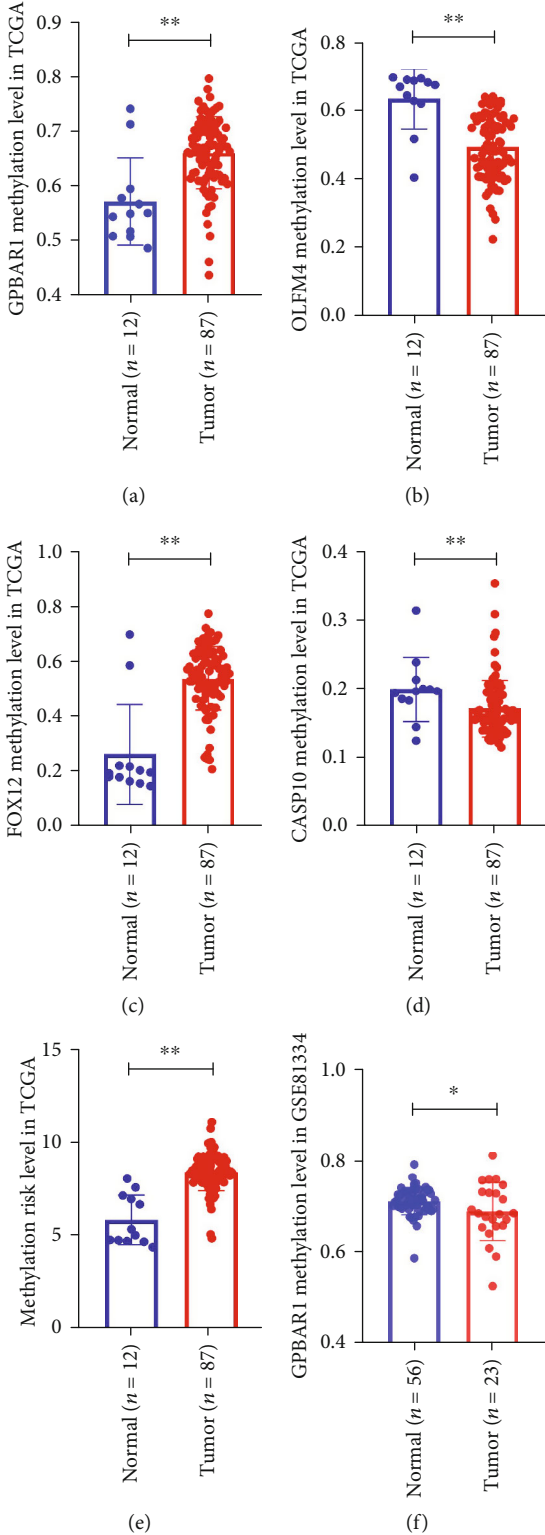 GPBAR1 methylation level in TCGA
0.9
0.8
0.7
0.6
0.5
0.4
**
Normal (n = 12)
Tumor (n = 87)
(a)
OLFM4 methylation level in TCGA
0.8
0.6
0.4
0.2
0.0
**
Normal (n = 12)
Tumor (n = 87)
(b)
FOX12 methylation level in TCGA
1.0
0.8
0.6
0.4
0.2
0.0
**
Normal (n = 12)
Tumor (n = 87)
(c)
CASP10 methylation level in TCGA
0.4
0.3
0.2
0.1
0.0
**
Normal (n = 12)
Tumor (n = 87)
(d)
Methylation risk level in TCGA
15
10
5
0
**
Normal (n = 12)
Tumor (n = 87)
(e)
GPBAR1 methylation level in GSE81334
1.0
0.8
0.6
0.4
*
Normal (n = 56)
Tumor (n = 23)
(f)